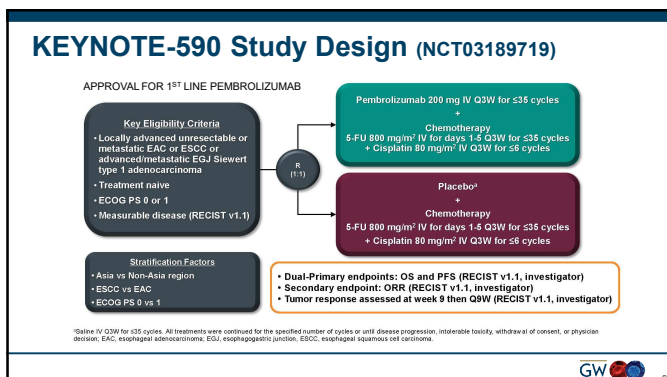 KEYNOTE-590 Study Design (NCT03189719)
APPROVAL FOR 1ST LINE PEMBROLIZUMAB
Key Eligibility Criteria
• Locally advanced unresectable or
metastatic EAC or ESCC or
advanced/metastatic EGJ Siewert
type 1 adenocarcinoma
• Treatment naive
• ECOG PS 0 or 1
• Measurable disease (RECIST v1.1)
R
(1:1)
Pembrolizumab 200 mg IV Q3W for ≤35 cycles
+
Chemotherapy
5-FU 800 mg/m² IV for days 1-5 Q3W for ≤35 cycles
+ Cisplatin 80 mg/m² IV Q3W for ≤6 cycles
Placeboᵃ
+
Chemotherapy
5-FU 800 mg/m² IV for days 1-5 Q3W for ≤35 cycles
+ Cisplatin 80 mg/m² IV Q3W for ≤6 cycles
Stratification Factors
• Asia vs Non-Asia region
• ESCC vs EAC
• ECOG PS 0 vs 1
• Dual-Primary endpoints: OS and PFS (RECIST v1.1, investigator)
• Secondary endpoint: ORR (RECIST v1.1, investigator)
• Tumor response assessed at week 9 then Q9W (RECIST v1.1, investigator)
ᵃSaline IV Q3W for ≤35 cycles. All treatments were continued for the specified number of cycles or until disease progression, intolerable toxicity, withdrawal of consent, or physician
decision; EAC, esophageal adenocarcinoma; EGJ, esophagogastric junction, ESCC, esophageal squamous cell carcinoma.
GW